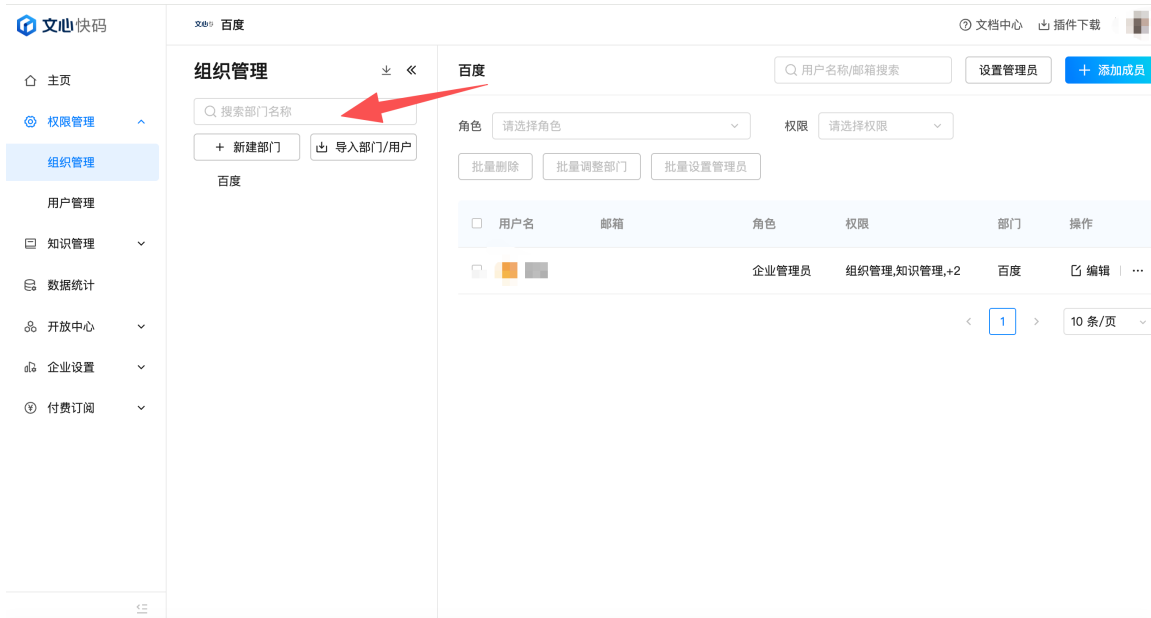 文心快码
文心快码 百度
文档中心 插件下载
主页
权限管理
组织管理
用户管理
知识管理
数据统计
开放中心
企业设置
付费订阅
组织管理
搜索部门名称
+ 新建部门 导入部门/用户
百度
百度
用户名称/邮箱搜索 设置管理员 + 添加成员
角色 请选择角色 权限 请选择权限
批量删除 批量调整部门 批量设置管理员
用户名 邮箱 角色 权限 部门 操作
企业管理员 组织管理,知识管理,+2 百度 编辑 ···
< 1 > 10 条/页